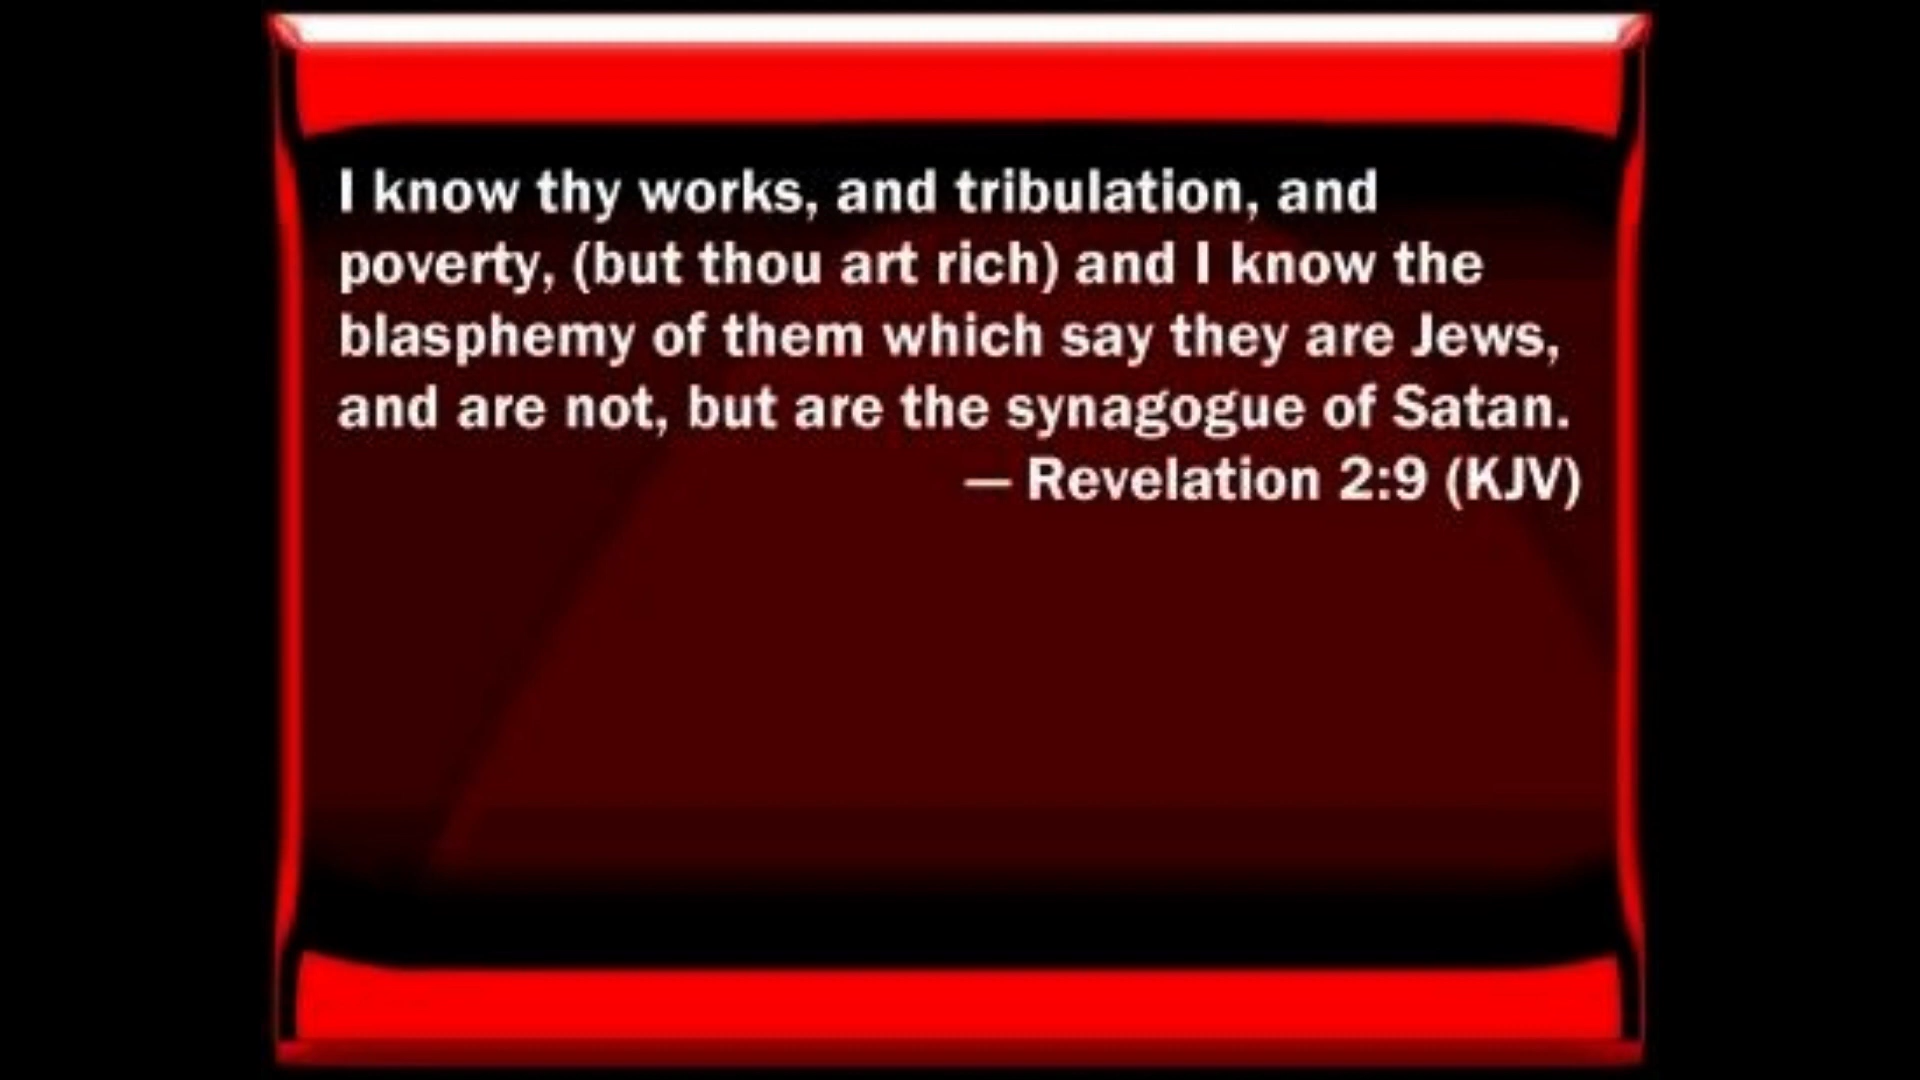 I know thy works, and tribulation, and
poverty, (but thou art rich) and I know the
blasphemy of them which say they are Jews,
and are not, but are the synagogue of Satan.
— Revelation 2:9 (KJV)